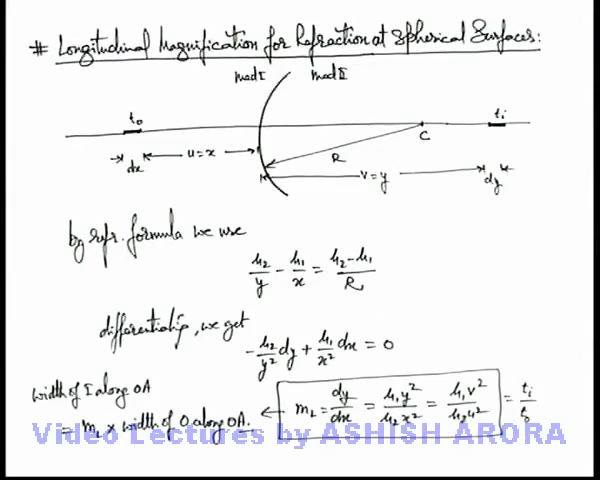 # Longitudinal Magnification for Refraction at Spherical Surfaces:
med I med II
to ti
C
dx u=x R
v=y dy
by refr. formula we use
μ2/y - μ1/x = μ2-μ1/R
differentiatip, we get
-μ2/y² dy + μ1/x² dx = 0
width of I along OA
= mL × width of O along OA. ← mL = dy/dx = μ1y²/μ2x² = μ1v²/μ2u² = ti/to
Video Lectures by ASHISH ARORA